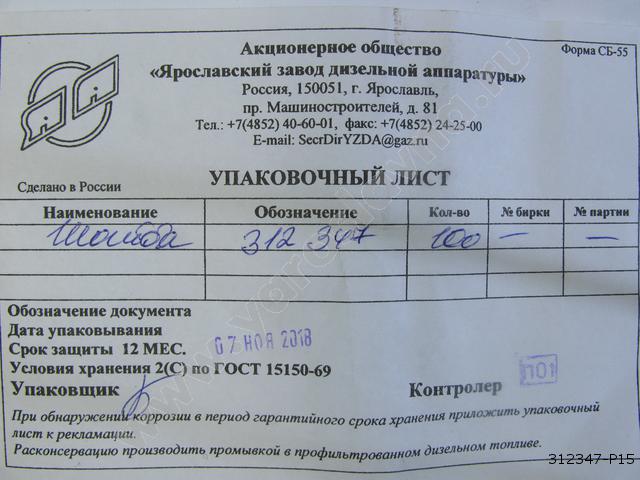 Акционерное общество
Форма СБ-55
«Ярославский завод дизельной аппаратуры»
Россия, 150051, г. Ярославль,
пр. Машиностроителей, д. 81
Тел.: +7(4852) 40-60-01, факс: +7(4852) 24-25-00
E-mail: SecrDirYZDA@gaz.ru
Сделано в России
УПАКОВОЧНЫЙ ЛИСТ
Наименование Обозначение Кол-во № бирки № партии
Шайба 312 347 100 — —
Обозначение документа
Дата упаковывания 07 НОЯ 2018
Срок защиты 12 МЕС.
Условия хранения 2(С) по ГОСТ 15150-69
Упаковщик Контролер П01
При обнаружении коррозии в период гарантийного срока хранения приложить упаковочный
лист к рекламации.
Расконсервацию производить промывкой в профильтрованном дизельном топливе.
312347-P15